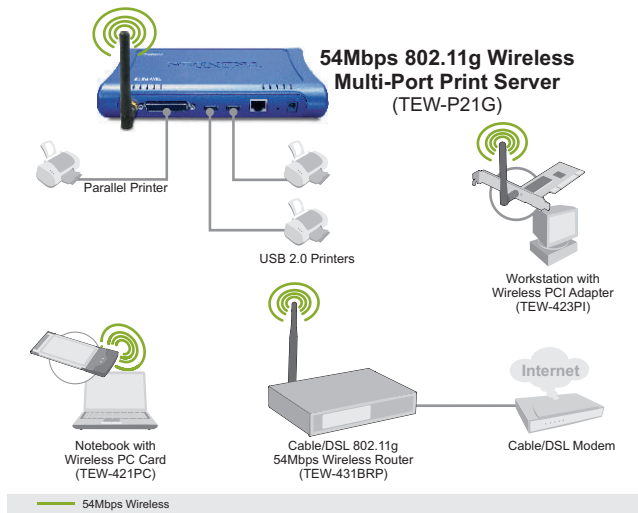 54Mbps 802.11g Wireless
Multi-Port Print Server
(TEW-P21G)
Parallel Printer
USB 2.0 Printers
Workstation with
Wireless PCI Adapter
(TEW-423PI)
Internet
Notebook with
Wireless PC Card
(TEW-421PC)
Cable/DSL 802.11g
54Mbps Wireless Router
(TEW-431BRP)
Cable/DSL Modem
54Mbps Wireless